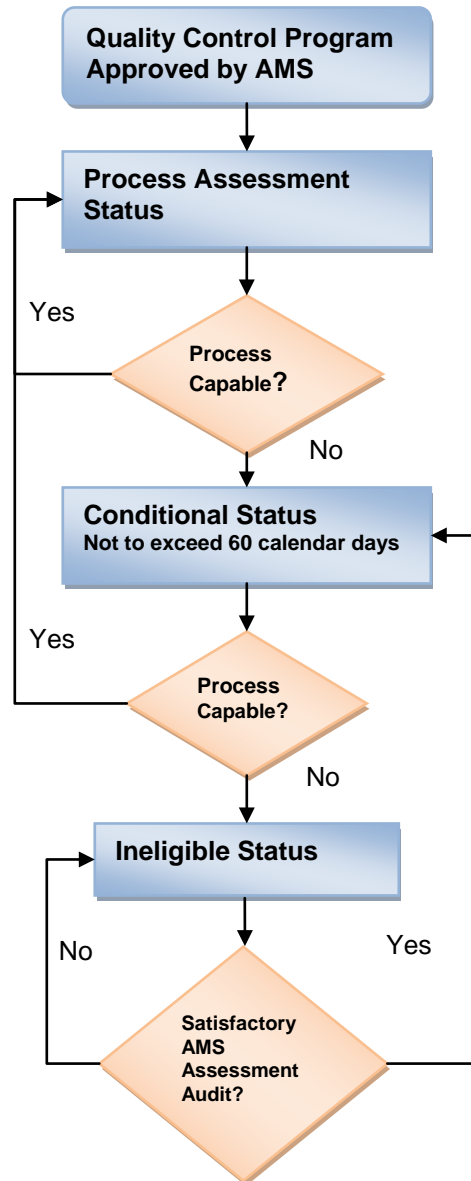 Quality Control Program
Approved by AMS
Process Assessment
Status
Yes
Process
Capable?
No
Conditional Status
Not to exceed 60 calendar days
Yes
Process
Capable?
No
Ineligible Status
No
Yes
Satisfactory
AMS
Assessment
Audit?